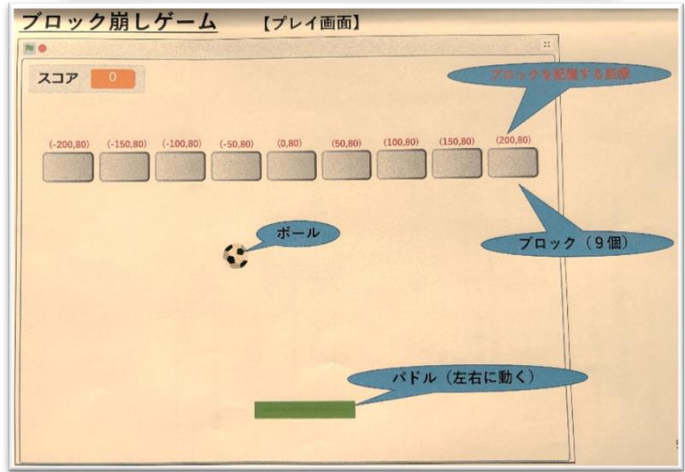 ブロック崩しゲーム 【プレイ画面】
スコア 0
ブロックを配置する座標
(-200,80) (-150,80) (-100,80) (-50,80) (0,80) (50,80) (100,80) (150,80) (200,80)
ボール
ブロック(9個)
パドル(左右に動く)